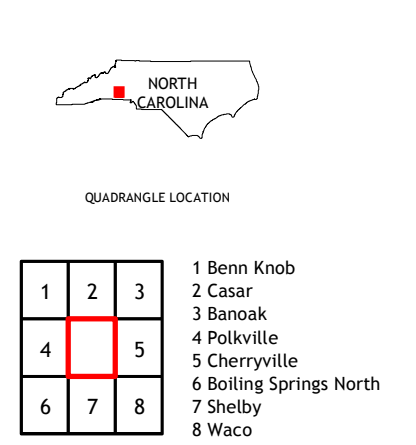 NORTH
CAROLINA
QUADRANGLE LOCATION
1 2 3
4 5
6 7 8
1 Benn Knob
2 Casar
3 Banoak
4 Polkville
5 Cherryville
6 Boiling Springs North
7 Shelby
8 Waco